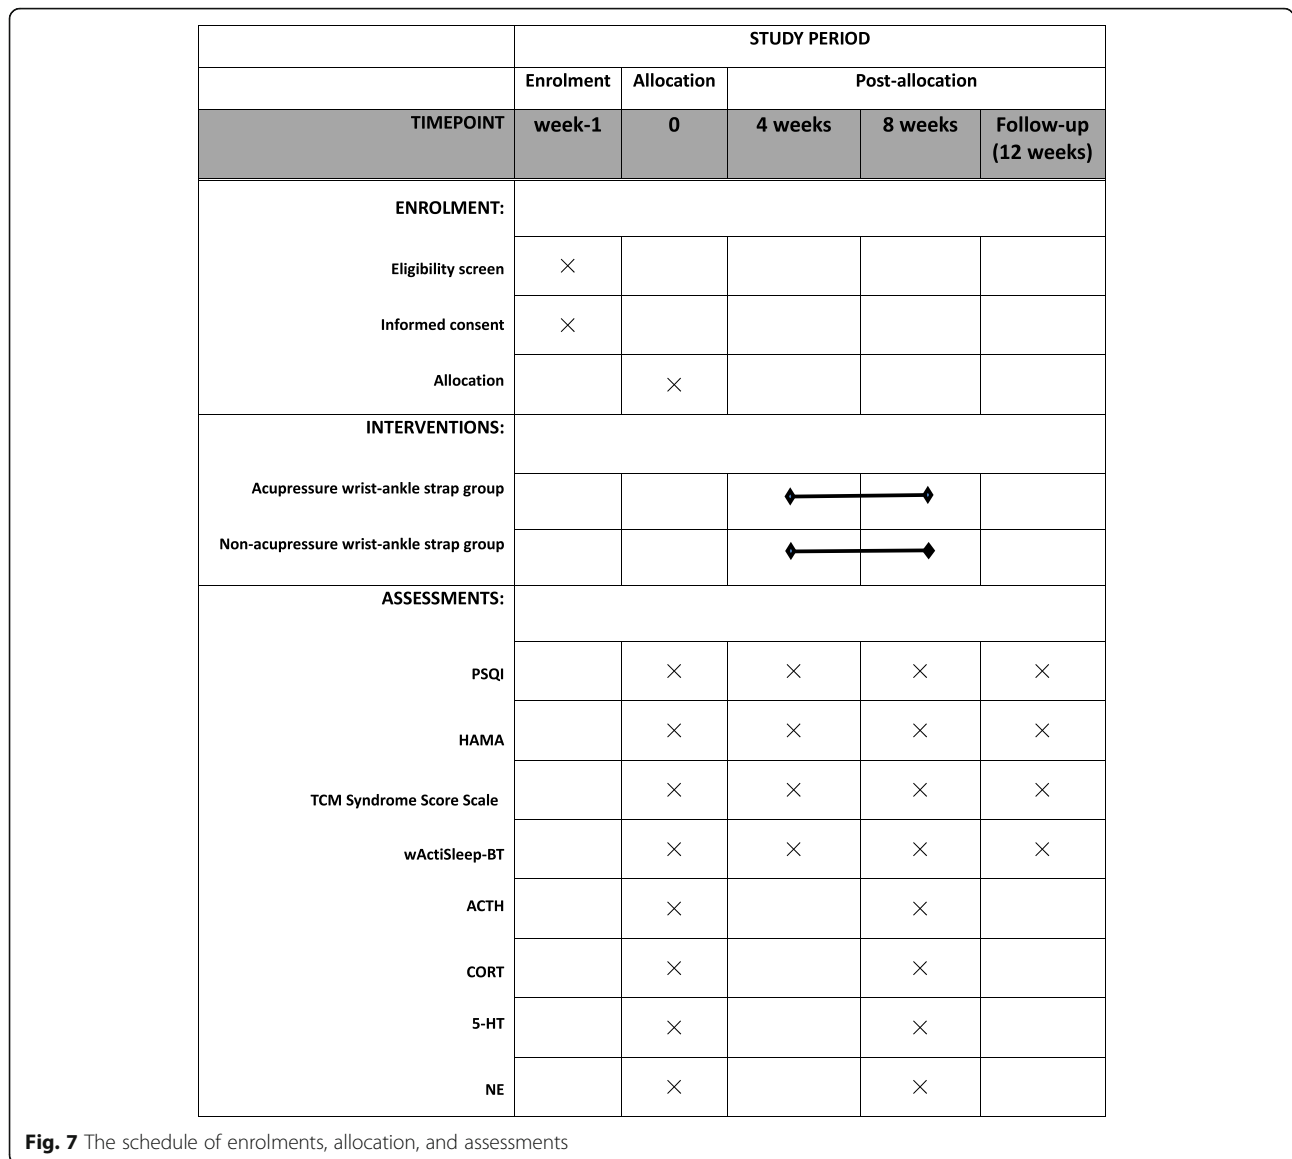 STUDY PERIOD
Enrolment Allocation Post-allocation
TIMEPOINT week-1 0 4 weeks 8 weeks Follow-up
(12 weeks)
ENROLMENT:
Eligibility screen ×
Informed consent ×
Allocation ×
INTERVENTIONS:
Acupressure wrist-ankle strap group
Non-acupressure wrist-ankle strap group
ASSESSMENTS:
PSQI × × × ×
HAMA × × × ×
TCM Syndrome Score Scale × × × ×
wActiSleep-BT × × × ×
ACTH × ×
CORT × ×
5-HT × ×
NE × ×
Fig. 7 The schedule of enrolments, allocation, and assessments